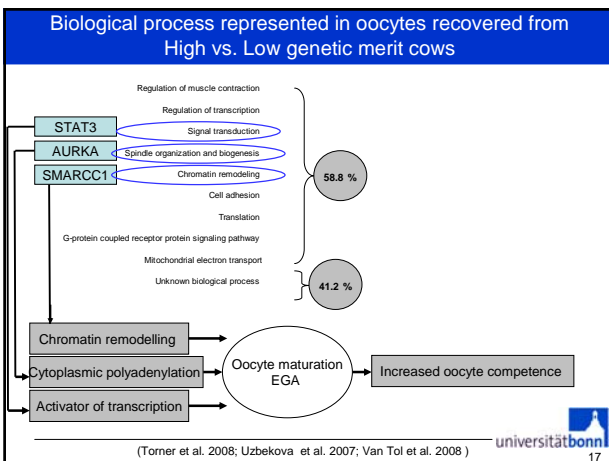 Biological process represented in oocytes recovered from
High vs. Low genetic merit cows
Regulation of muscle contraction
Regulation of transcription
STAT3
Signal transduction
AURKA
Spindle organization and biogenesis
SMARCC1
Chromatin remodeling
58.8 %
Cell adhesion
Translation
G-protein coupled receptor protein signaling pathway
Mitochondrial electron transport
Unknown biological process
41.2 %
Chromatin remodelling
Cytoplasmic polyadenylation
Activator of transcription
Oocyte maturation
EGA
Increased oocyte competence
(Torner et al. 2008; Uzbekova et al. 2007; Van Tol et al. 2008 )
universitätbonn
17